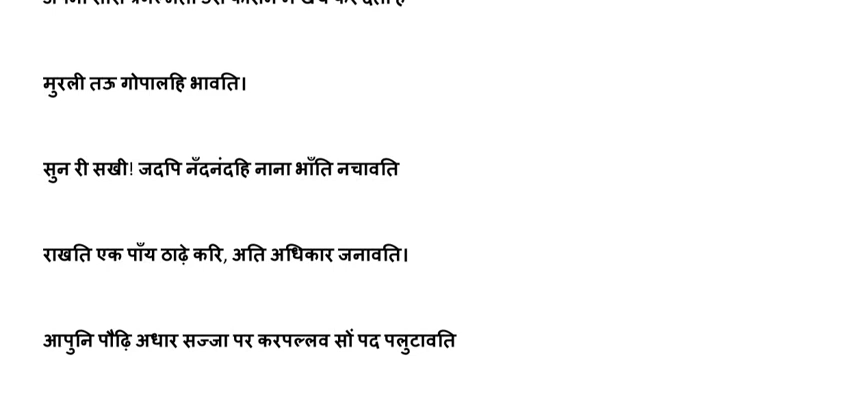 मुरली तऊ गोपालहि भावति।
सुन री सखी! जदपि नँदनंदहि नाना भाँति नचावति
राखति एक पाँय ठाढ़े करि, अति अधिकार जनावति।
आपुनि पौढ़ि अधार सज्जा पर करपल्लव सों पद पलुटावति